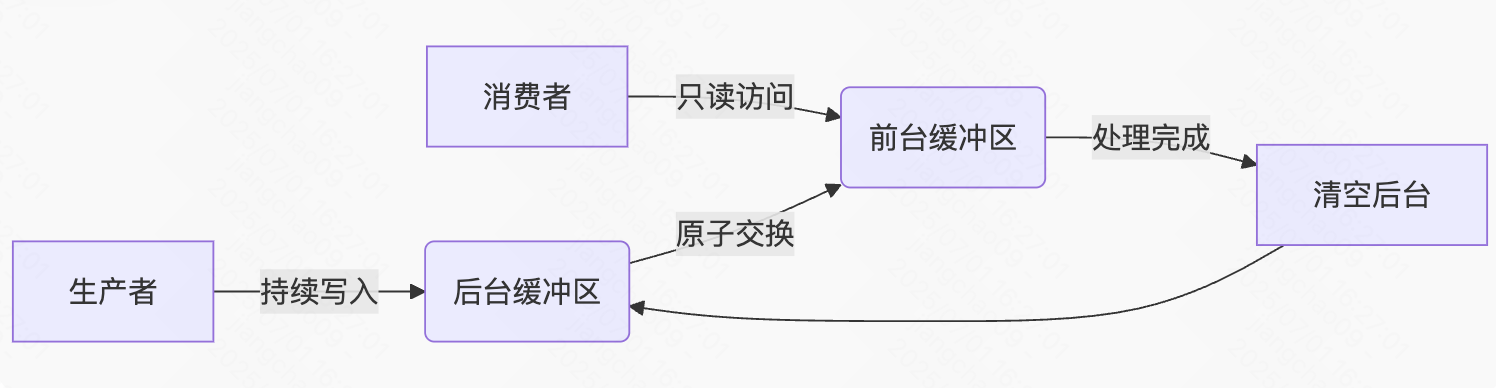 消费者
只读访问
前台缓冲区
处理完成
清空后台
原子交换
生产者
持续写入
后台缓冲区